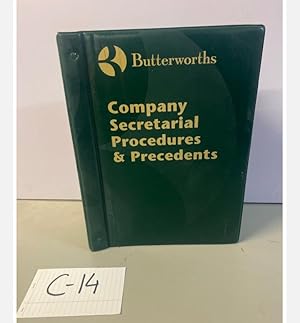 Butterworths
Company
Secretarial
Procedures
& Precedents
C-14